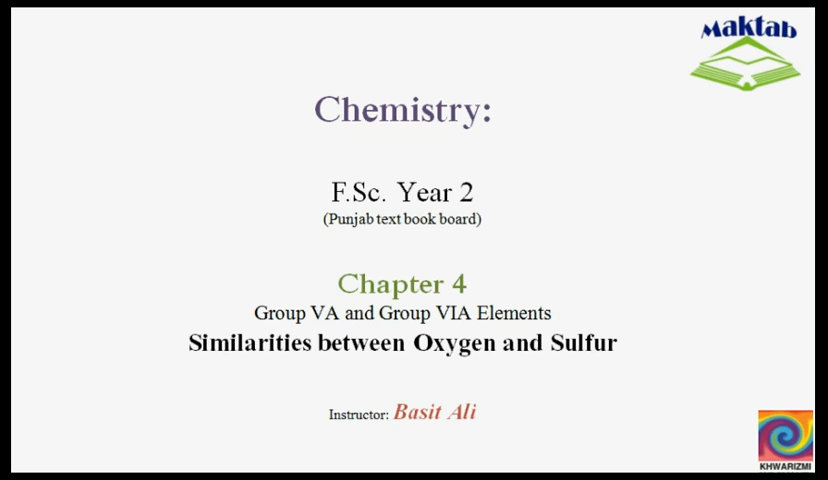 Maktab
Chemistry:
F.Sc. Year 2
(Punjab text book board)
Chapter 4
Group VA and Group VIA Elements
Similarities between Oxygen and Sulfur
Instructor: Basit Ali
KHWARIZMI